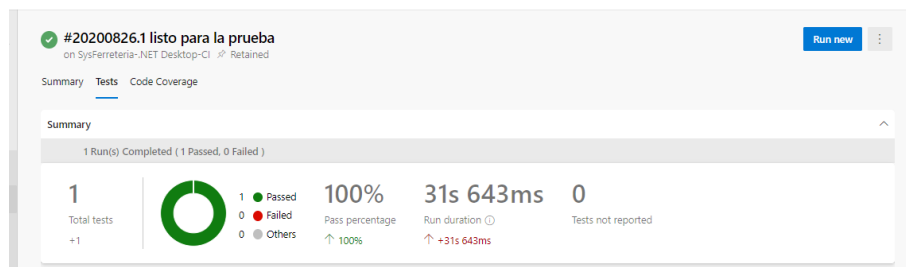 #20200826.1 listo para la prueba
on SysFerreteria-.NET Desktop-CI Retained
Run new
Summary Tests Code Coverage
Summary
1 Run(s) Completed ( 1 Passed, 0 Failed )
1
Total tests
+1
1 Passed
0 Failed
0 Others
100%
Pass percentage
↑ 100%
31s 643ms
Run duration
↑ +31s 643ms
0
Tests not reported